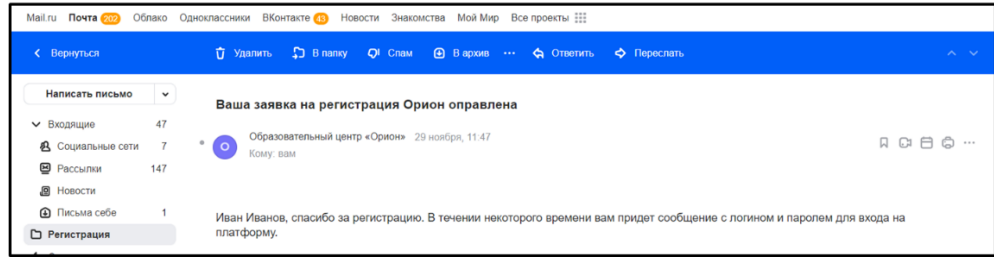 Mail.ru Почта 202 Облако Одноклассники ВКонтакте 43 Новости Знакомства Мой Мир Все проекты
Вернуться Удалить В папку Спам В архив ··· Ответить Переслать
Написать письмо
Ваша заявка на регистрация Орион оправлена
Входящие 47
Образовательный центр «Орион» 29 ноября, 11:47
Социальные сети 7
О
Кому: вам
Рассылки 147
Новости
Письма себе 1
Иван Иванов, спасибо за регистрацию. В течении некоторого времени вам придет сообщение с логином и паролем для входа на
платформу.
Регистрация